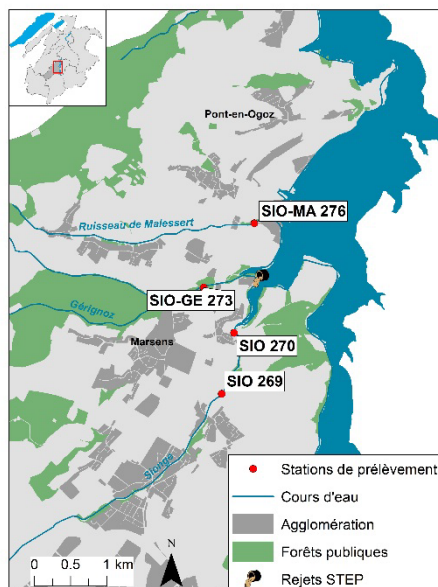 Pont-en-Ogoz
SIO-MA 276
Ruisseau de Malessert
SIO-GE 273
Gérignoz
SIO 270
Marsens
SIO 269
Sionge
Stations de prélèvement
Cours d'eau
Agglomération
Forêts publiques
Rejets STEP
N
0 0.5 1 km